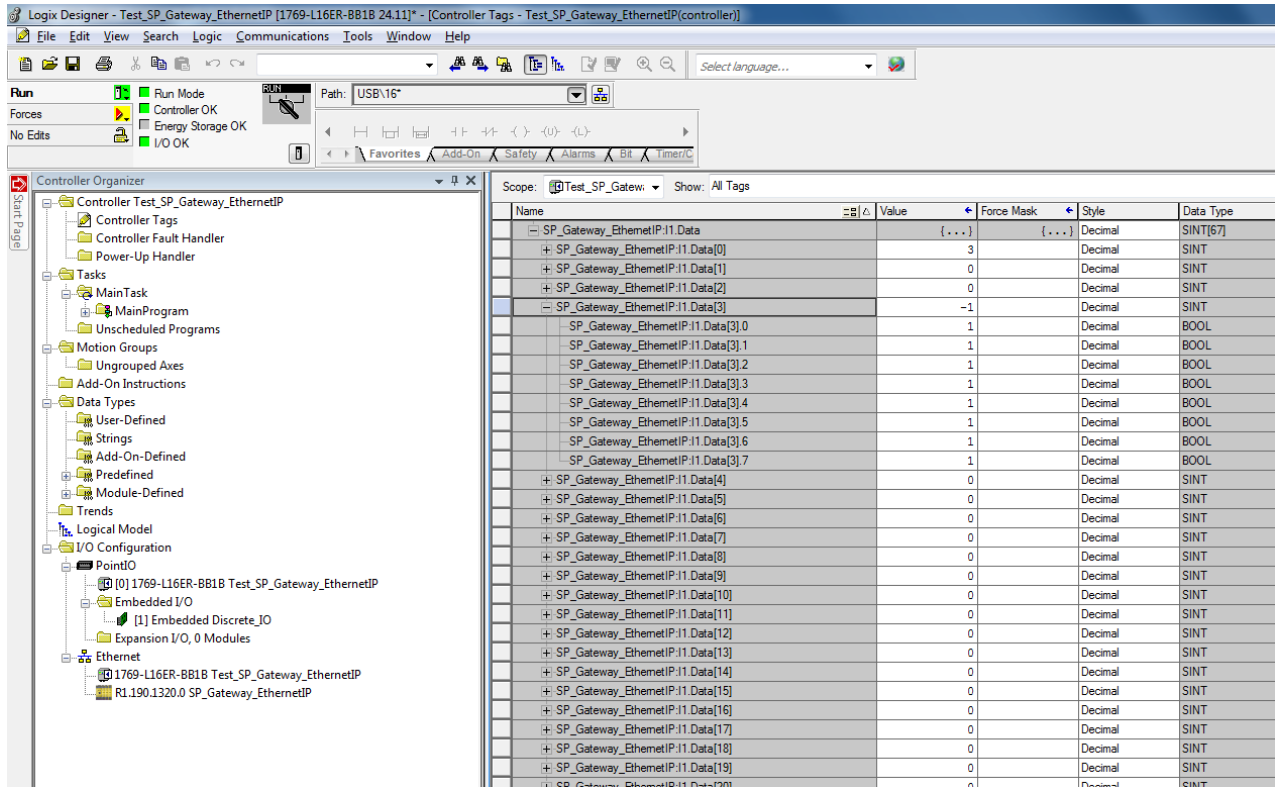 Logix Designer - Test_SP_Gateway_EthernetIP [1769-L16ER-BB1B 24.11]* - [Controller Tags - Test_SP_Gateway_EthernetIP(controller)]
File Edit View Search Logic Communications Tools Window Help
Select language...
Run
Forces
No Edits
Run Mode
Controller OK
Energy Storage OK
I/O OK
RUN
Path: USB\16*
Favorites Add-On Safety Alarms Bit Timer/C
Start Page
Controller Organizer
Controller Test_SP_Gateway_EthernetIP
Controller Tags
Controller Fault Handler
Power-Up Handler
Tasks
MainTask
MainProgram
Unscheduled Programs
Motion Groups
Ungrouped Axes
Add-On Instructions
Data Types
User-Defined
Strings
Add-On-Defined
Predefined
Module-Defined
Trends
Logical Model
I/O Configuration
PointIO
[0] 1769-L16ER-BB1B Test_SP_Gateway_EthernetIP
Embedded I/O
[1] Embedded Discrete_IO
Expansion I/O, 0 Modules
Ethernet
1769-L16ER-BB1B Test_SP_Gateway_EthernetIP
R1.190.1320.0 SP_Gateway_EthernetIP
Scope: Test_SP_Gatew: Show: All Tags
Name Value Force Mask Style Data Type
SP_Gateway_EthernetIP:I1.Data {...} {...} Decimal SINT[67]
SP_Gateway_EthernetIP:I1.Data[0] 3 Decimal SINT
SP_Gateway_EthernetIP:I1.Data[1] 0 Decimal SINT
SP_Gateway_EthernetIP:I1.Data[2] 0 Decimal SINT
SP_Gateway_EthernetIP:I1.Data[3] -1 Decimal SINT
SP_Gateway_EthernetIP:I1.Data[3].0 1 Decimal BOOL
SP_Gateway_EthernetIP:I1.Data[3].1 1 Decimal BOOL
SP_Gateway_EthernetIP:I1.Data[3].2 1 Decimal BOOL
SP_Gateway_EthernetIP:I1.Data[3].3 1 Decimal BOOL
SP_Gateway_EthernetIP:I1.Data[3].4 1 Decimal BOOL
SP_Gateway_EthernetIP:I1.Data[3].5 1 Decimal BOOL
SP_Gateway_EthernetIP:I1.Data[3].6 1 Decimal BOOL
SP_Gateway_EthernetIP:I1.Data[3].7 1 Decimal BOOL
SP_Gateway_EthernetIP:I1.Data[4] 0 Decimal SINT
SP_Gateway_EthernetIP:I1.Data[5] 0 Decimal SINT
SP_Gateway_EthernetIP:I1.Data[6] 0 Decimal SINT
SP_Gateway_EthernetIP:I1.Data[7] 0 Decimal SINT
SP_Gateway_EthernetIP:I1.Data[8] 0 Decimal SINT
SP_Gateway_EthernetIP:I1.Data[9] 0 Decimal SINT
SP_Gateway_EthernetIP:I1.Data[10] 0 Decimal SINT
SP_Gateway_EthernetIP:I1.Data[11] 0 Decimal SINT
SP_Gateway_EthernetIP:I1.Data[12] 0 Decimal SINT
SP_Gateway_EthernetIP:I1.Data[13] 0 Decimal SINT
SP_Gateway_EthernetIP:I1.Data[14] 0 Decimal SINT
SP_Gateway_EthernetIP:I1.Data[15] 0 Decimal SINT
SP_Gateway_EthernetIP:I1.Data[16] 0 Decimal SINT
SP_Gateway_EthernetIP:I1.Data[17] 0 Decimal SINT
SP_Gateway_EthernetIP:I1.Data[18] 0 Decimal SINT
SP_Gateway_EthernetIP:I1.Data[19] 0 Decimal SINT
SP_Gateway_EthernetIP:I1.Data[20] 0 Decimal SINT